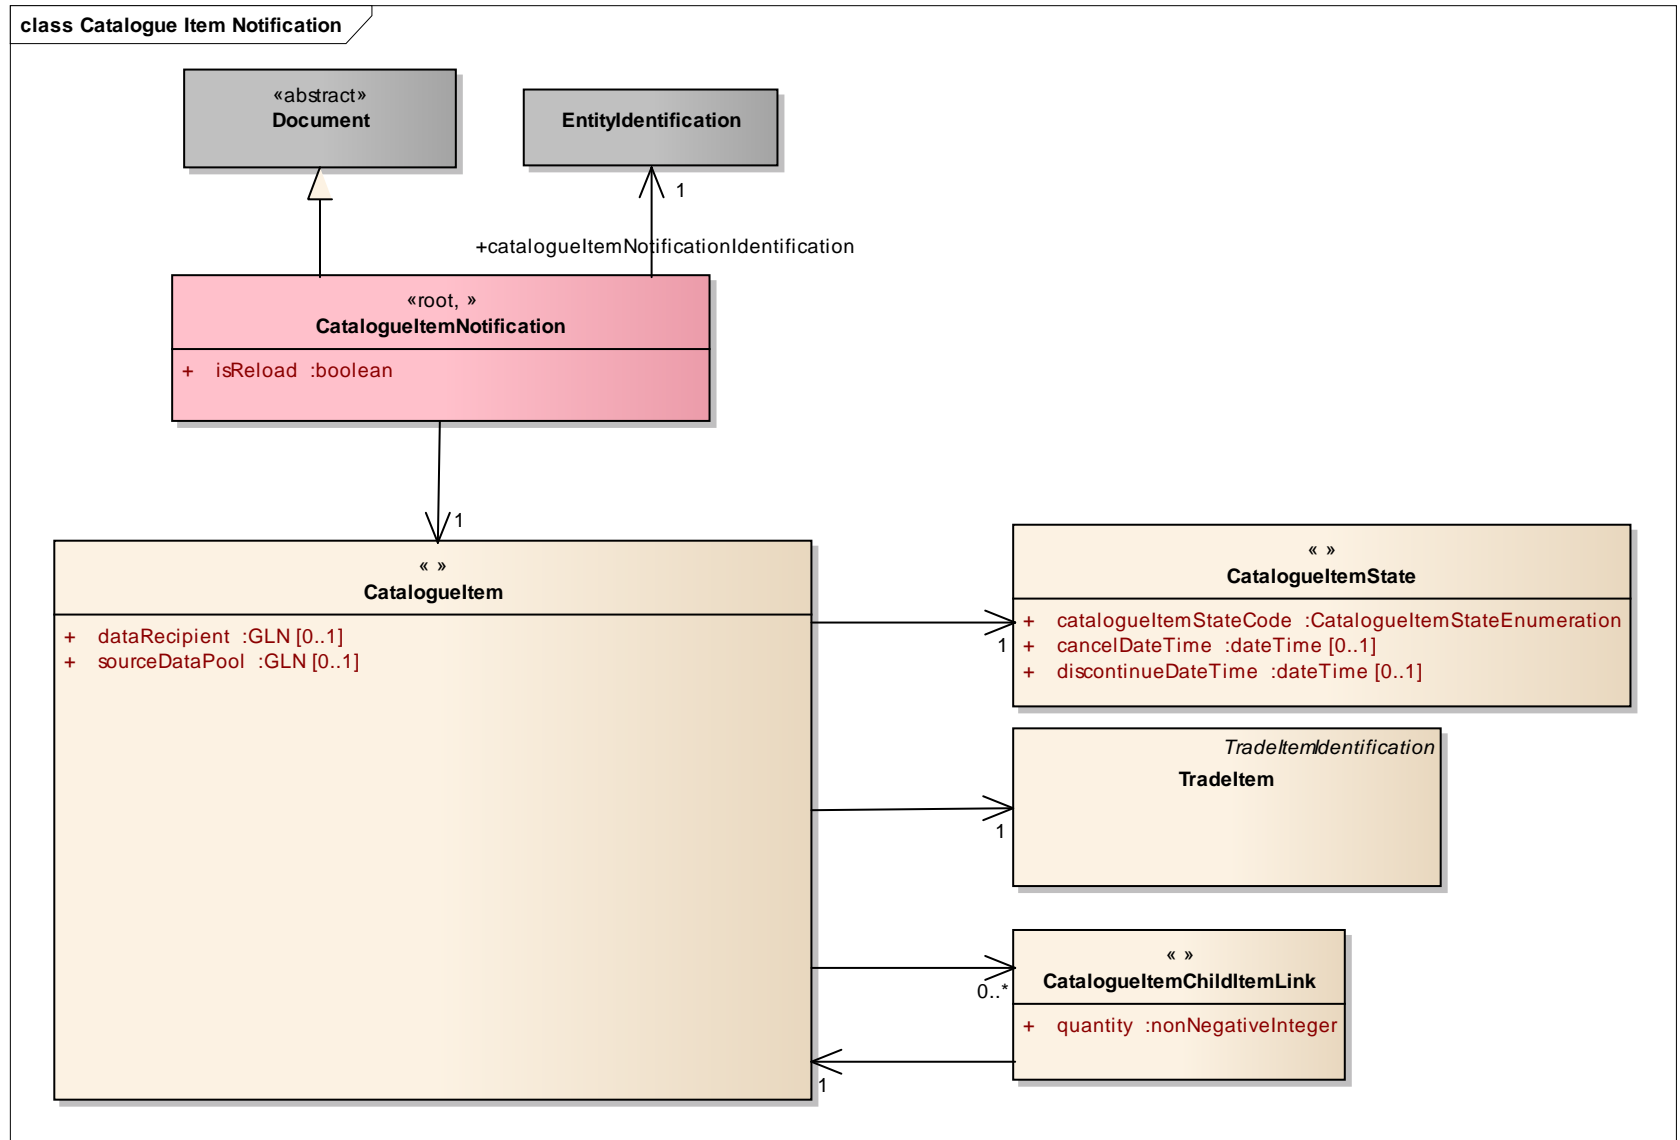 class Catalogue Item Notification
«abstract»
Document
EntityIdentification
1
+catalogueItemNotificationIdentification
«root, »
CatalogueItemNotification
+ isReload :boolean
1
« »
CatalogueItem
+ dataRecipient :GLN [0..1]
+ sourceDataPool :GLN [0..1]
« »
CatalogueItemState
+ catalogueItemStateCode :CatalogueItemStateEnumeration
+ cancelDateTime :dateTime [0..1]
+ discontinueDateTime :dateTime [0..1]
1
TradeItemIdentification
TradeItem
1
« »
CatalogueItemChildItemLink
+ quantity :nonNegativeInteger
0..*
1